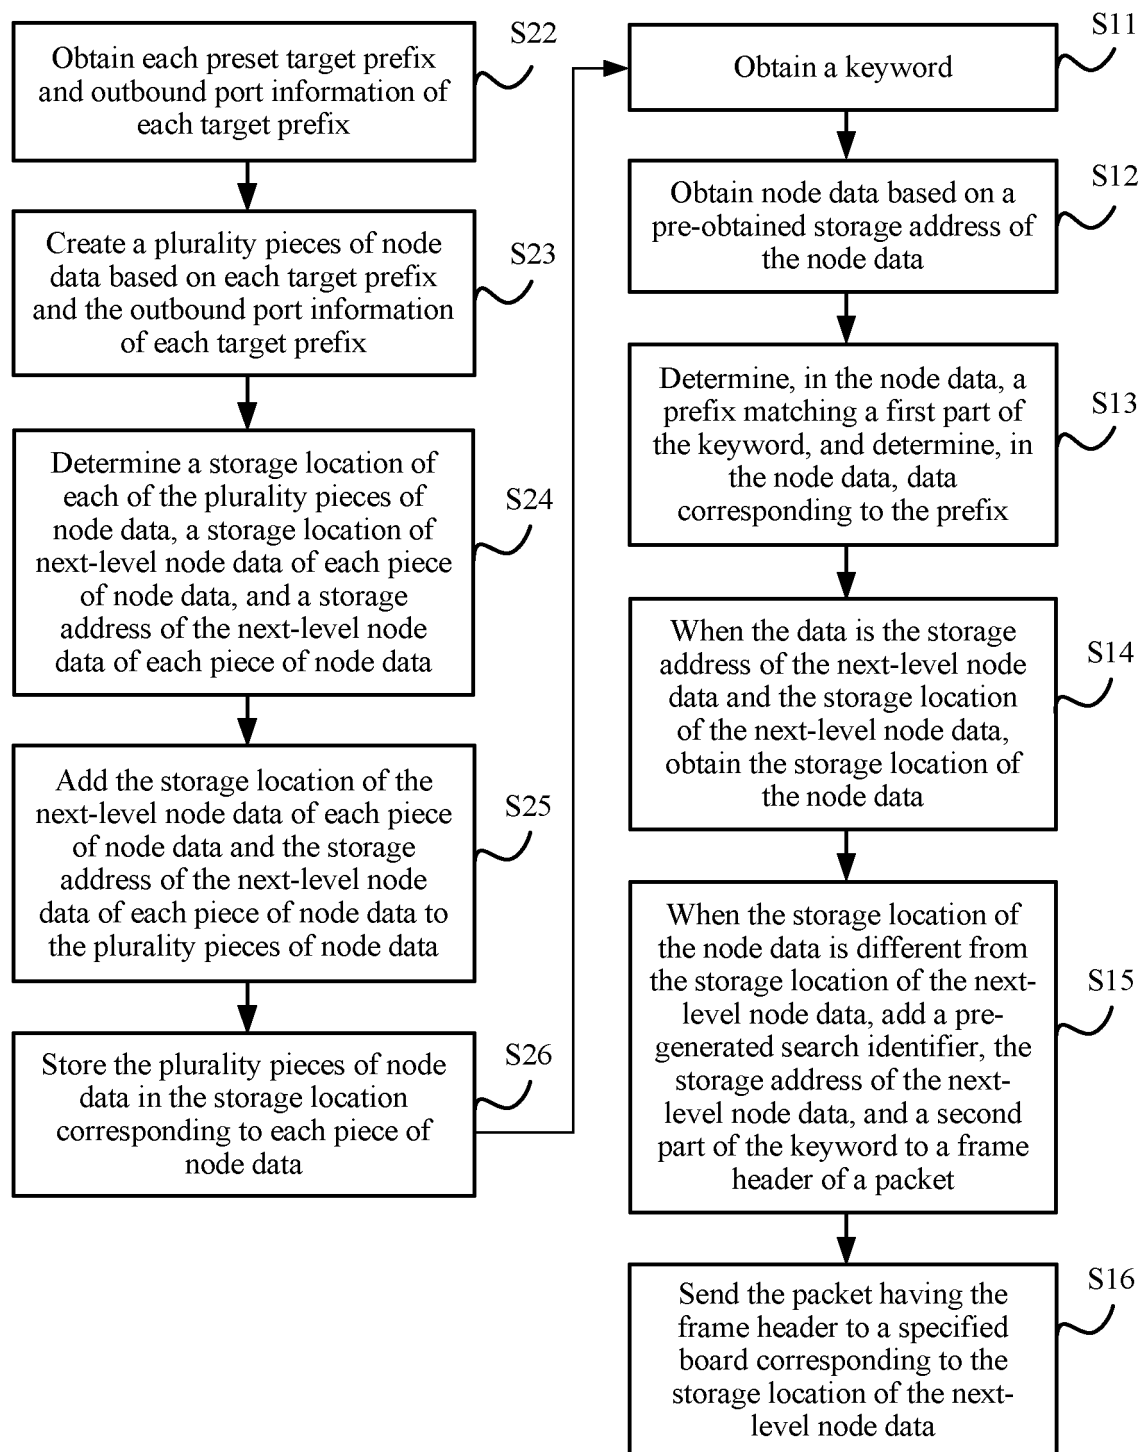 S22
Obtain each preset target prefix
and outbound port information of
each target prefix
S23
Create a plurality pieces of node
data based on each target prefix
and the outbound port information
of each target prefix
S24
Determine a storage location of
each of the plurality pieces of
node data, a storage location of
next-level node data of each piece
of node data, and a storage
address of the next-level node
data of each piece of node data
S25
Add the storage location of the
next-level node data of each piece
of node data and the storage
address of the next-level node
data of each piece of node data to
the plurality pieces of node data
S26
Store the plurality pieces of node
data in the storage location
corresponding to each piece of
node data
S11
Obtain a keyword
S12
Obtain node data based on a
pre-obtained storage address of
the node data
S13
Determine, in the node data, a
prefix matching a first part of
the keyword, and determine, in
the node data, data
corresponding to the prefix
S14
When the data is the storage
address of the next-level node
data and the storage location
of the next-level node data,
obtain the storage location of
the node data
S15
When the storage location of
the node data is different from
the storage location of the next-
level node data, add a pre-
generated search identifier, the
storage address of the next-
level node data, and a second
part of the keyword to a frame
header of a packet
S16
Send the packet having the
frame header to a specified
board corresponding to the
storage location of the next-
level node data